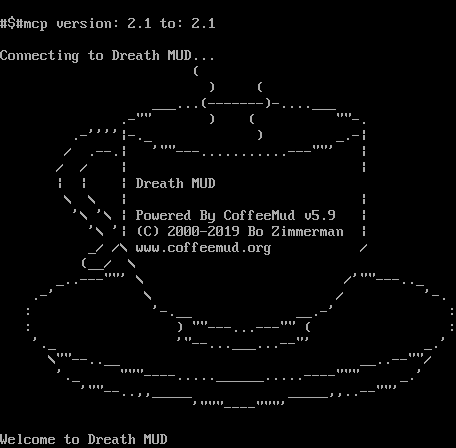 #$#mcp version: 2.1 to: 2.1
Connecting to Dreath MUD...
Dreath MUD
Powered By CoffeeMud v5.9
(C) 2000-2019 Bo Zimmerman
www.coffeemud.org
Welcome to Dreath MUD